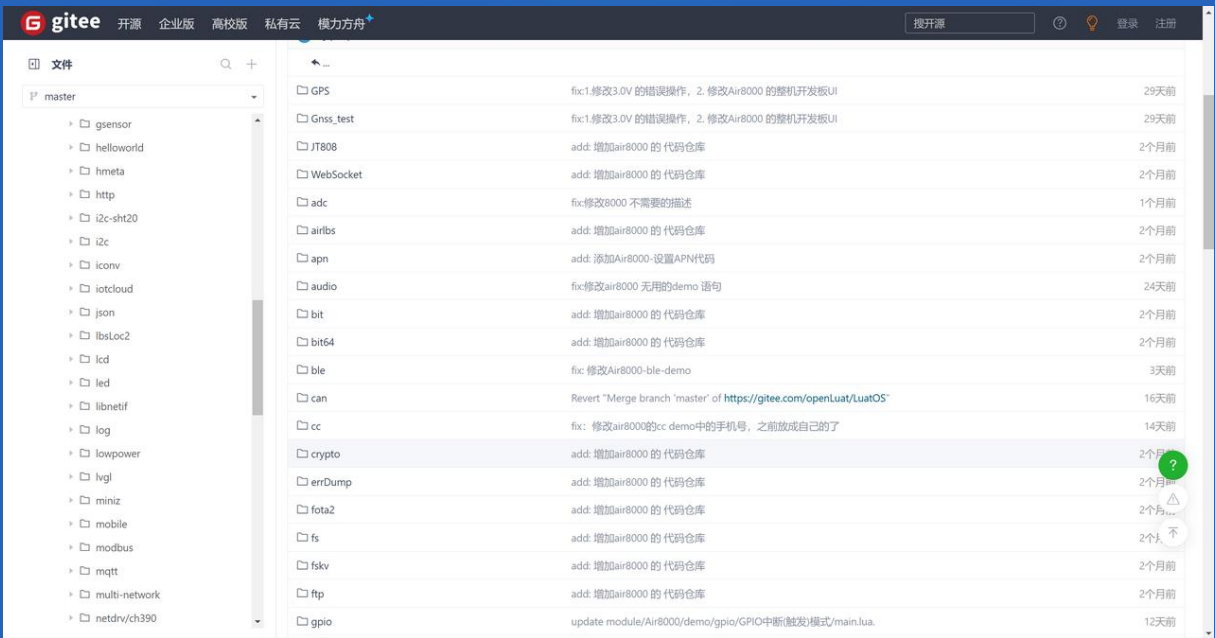 gitee 开源 企业版 高校版 私有云 模力方舟 搜开源 登录 注册
文件
master
gsensor
helloworld
hmeta
http
i2c-sht20
i2c
iconv
iotcloud
json
lbsLoc2
lcd
led
libnetif
log
lowpower
lvgl
miniz
mobile
modbus
mqtt
multi-network
netdrv/ch390
...
GPS fix:1.修改3.0V 的错误操作，2. 修改Air8000 的整机开发板UI 29天前
Gnss_test fix:1.修改3.0V 的错误操作，2. 修改Air8000 的整机开发板UI 29天前
JT808 add: 增加air8000 的 代码仓库 2个月前
WebSocket add: 增加air8000 的 代码仓库 2个月前
adc fix:修改8000 不需要的描述 1个月前
airlbs add: 增加air8000 的 代码仓库 2个月前
apn add: 添加Air8000-设置APN代码 2个月前
audio fix:修改air8000 无用的demo 语句 24天前
bit add: 增加air8000 的 代码仓库 2个月前
bit64 add: 增加air8000 的 代码仓库 2个月前
ble fix: 修改Air8000-ble-demo 3天前
can Revert "Merge branch 'master' of https://gitee.com/openLuat/LuatOS" 16天前
cc fix：修改air8000的cc demo中的手机号，之前放成自己的了 14天前
crypto add: 增加air8000 的 代码仓库 2个月
errDump add: 增加air8000 的 代码仓库 2个月前
fota2 add: 增加air8000 的 代码仓库 2个月
fs add: 增加air8000 的 代码仓库 2个月
fskv add: 增加air8000 的 代码仓库 2个月前
ftp add: 增加air8000 的 代码仓库 2个月前
gpio update module/Air8000/demo/gpio/GPIO中断(触发)模式/main.lua. 12天前